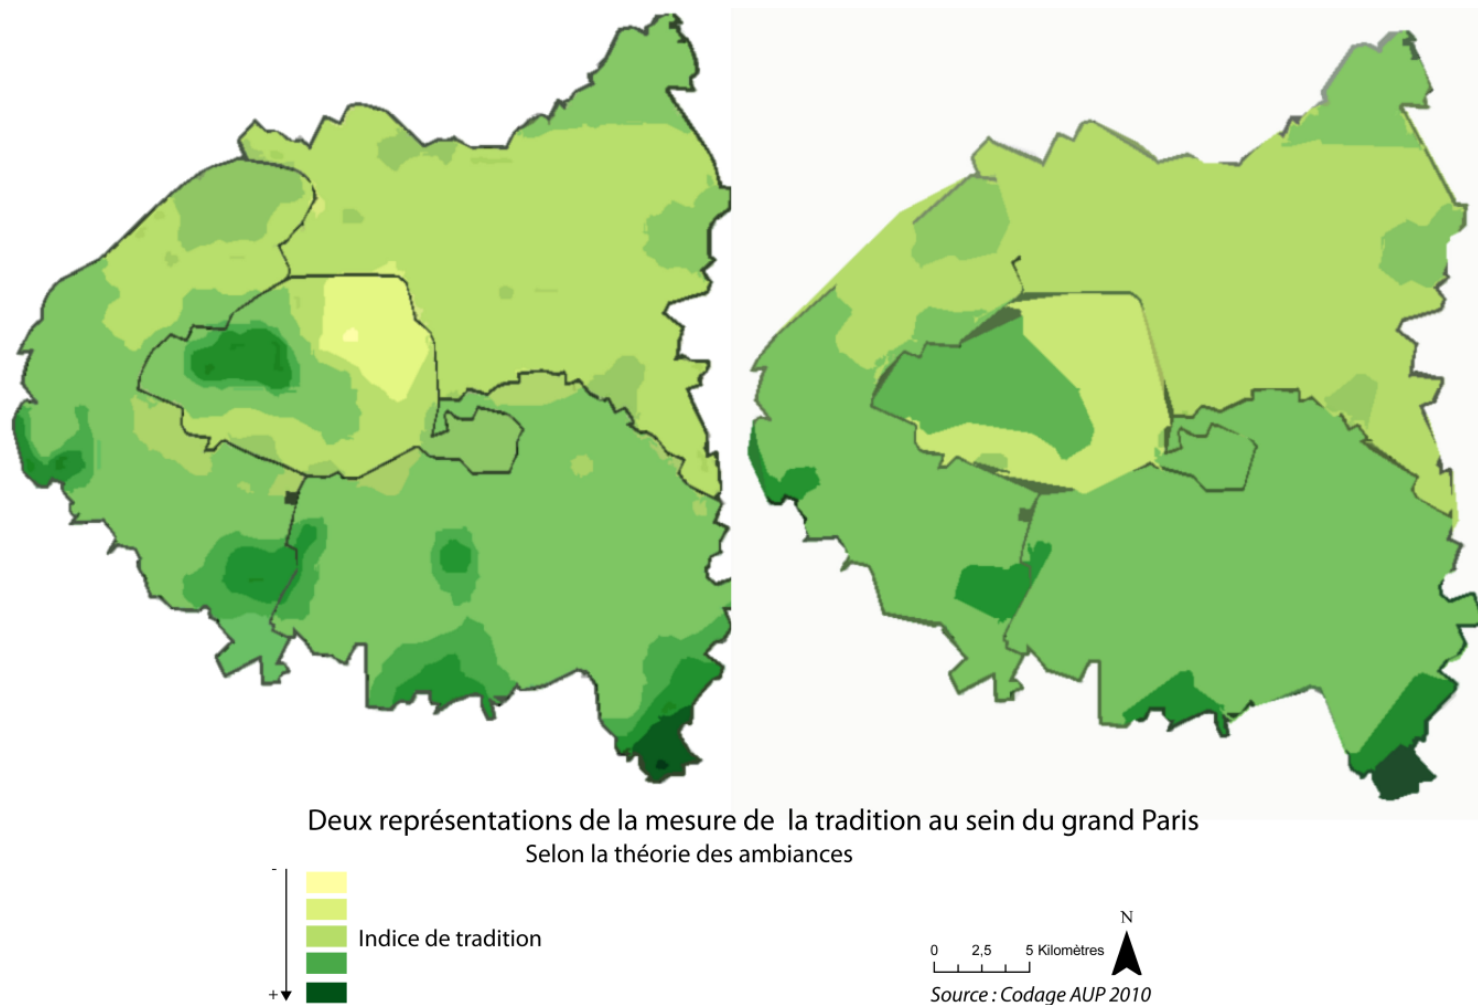 Deux représentations de la mesure de la tradition au sein du grand Paris
Selon la théorie des ambiances
-
Indice de tradition
+
N
0 2,5 5 Kilomètres
Source : Codage AUP 2010